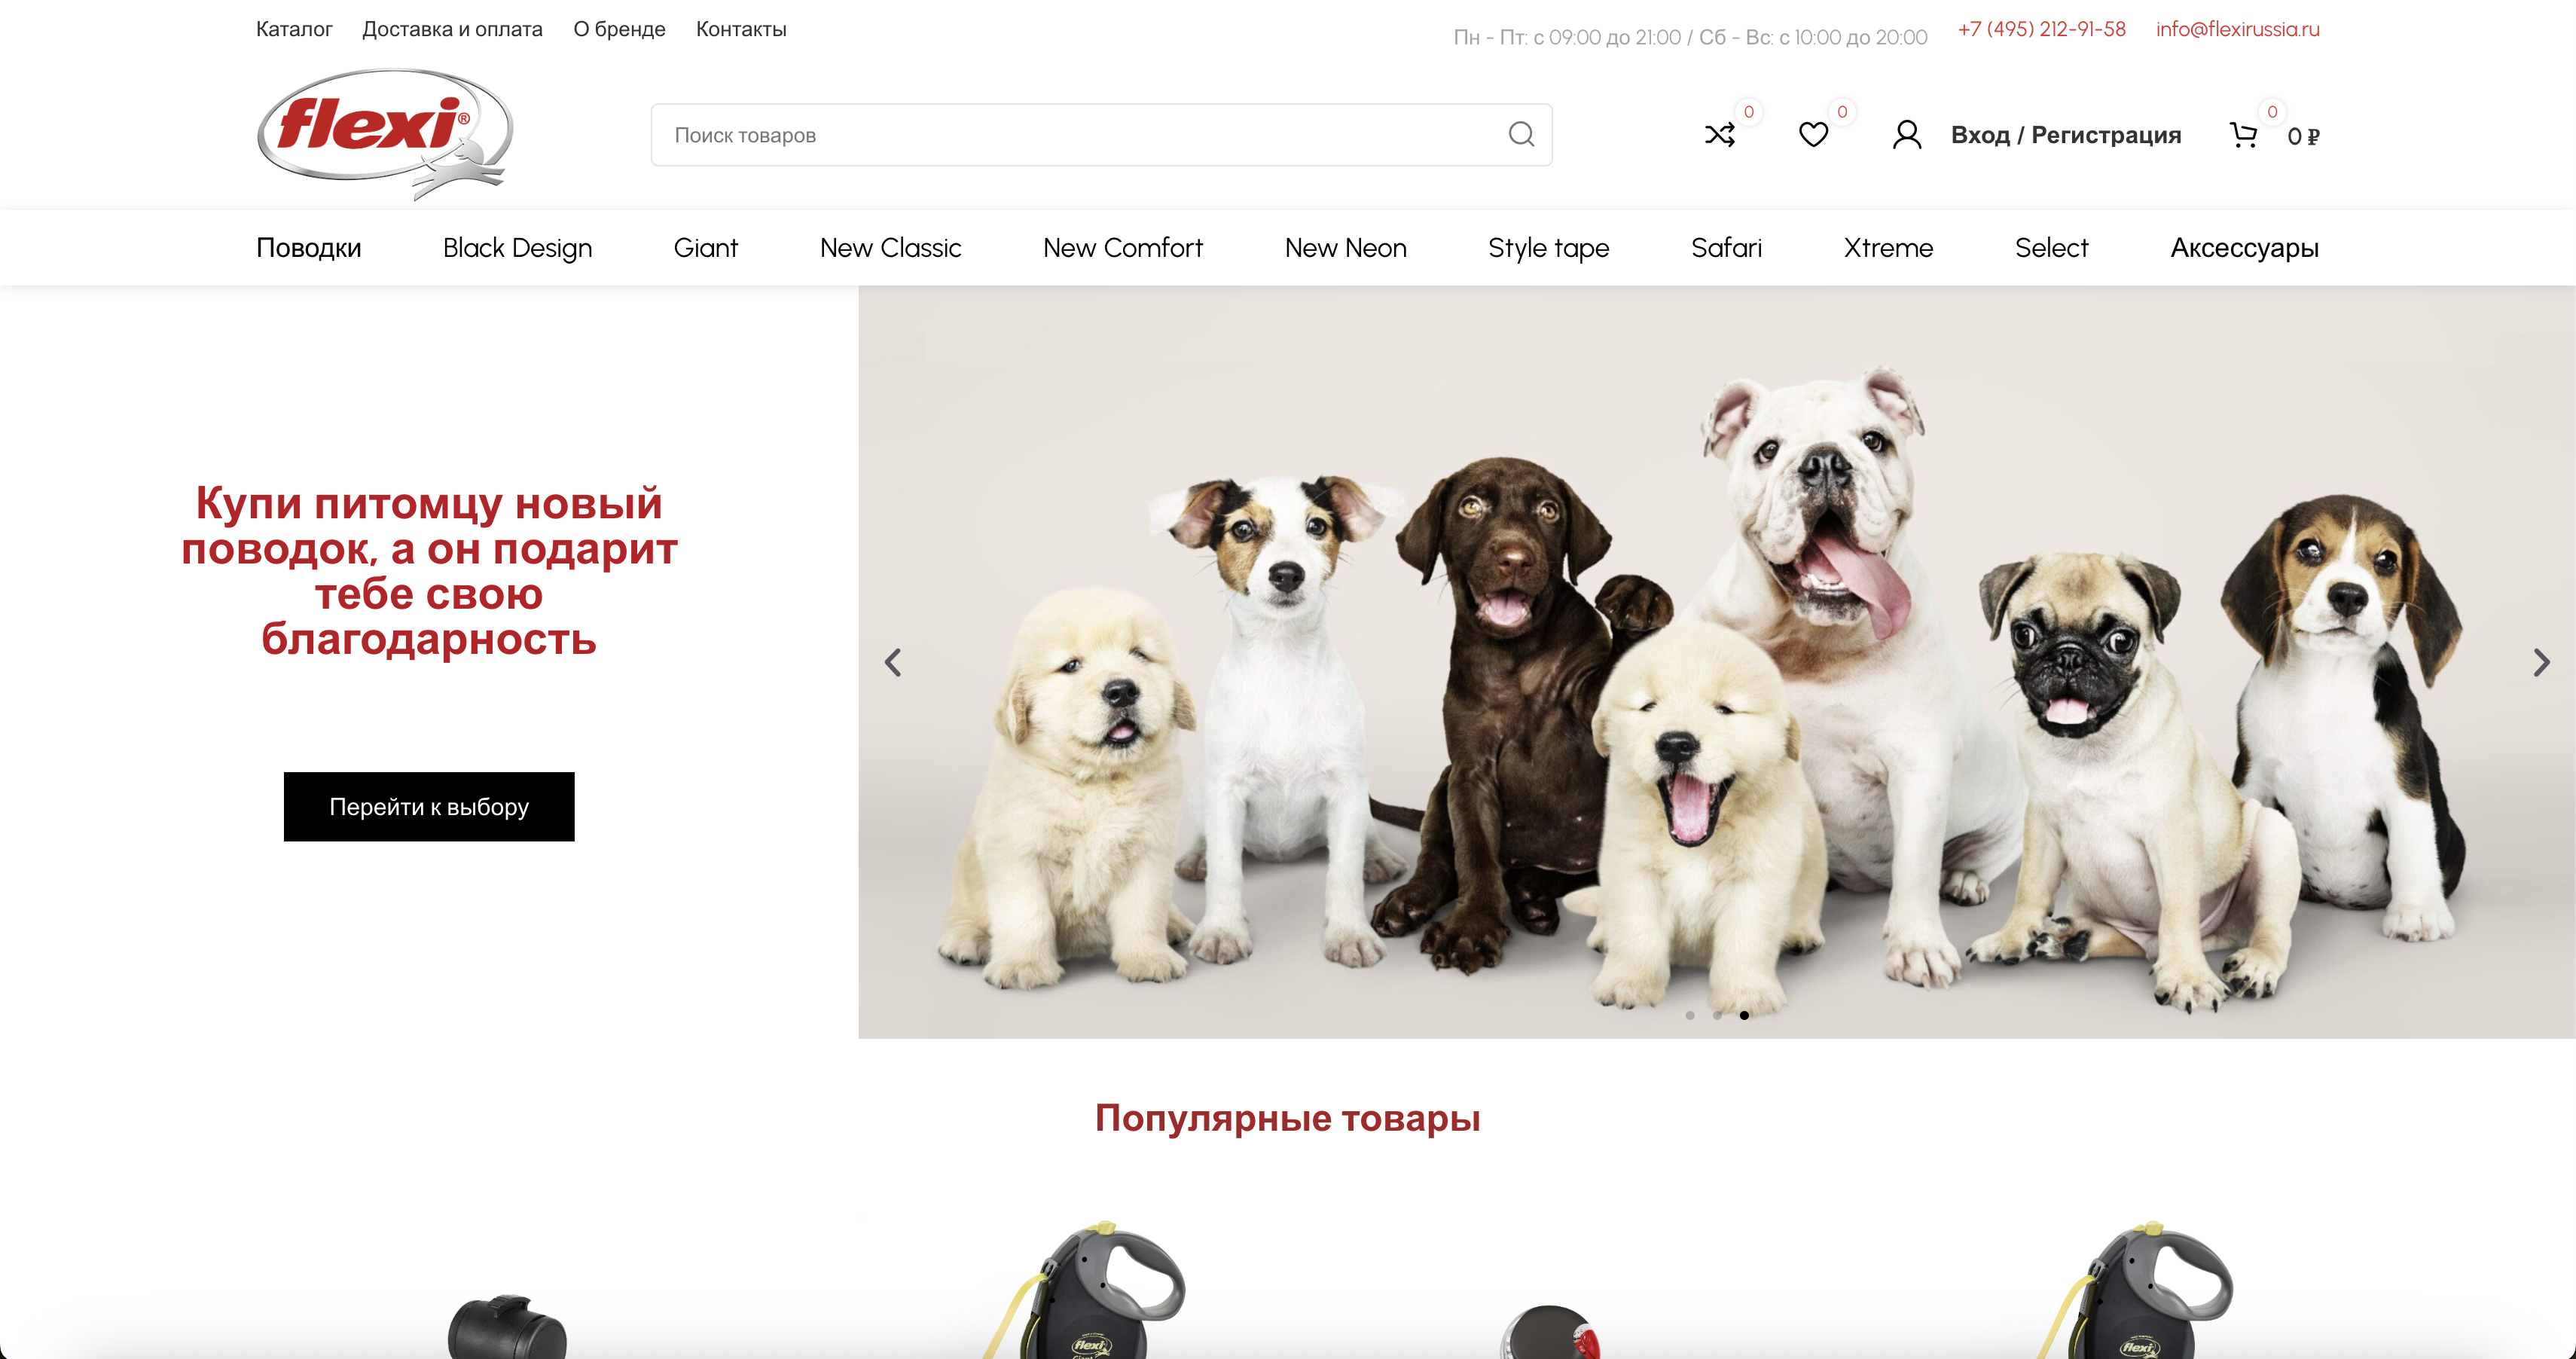 Каталог Доставка и оплата О бренде Контакты
Пн - Пт: с 09:00 до 21:00 / Сб - Вс: с 10:00 до 20:00 +7 (495) 212-91-58 info@flexirussia.ru
flexi®
Поиск товаров
0
0
Вход / Регистрация
0
0 ₽
Поводки Black Design Giant New Classic New Comfort New Neon Style tape Safari Xtreme Select Аксессуары
Купи питомцу новый
поводок, а он подарит
тебе свою
благодарность
Перейти к выбору
Популярные товары
flexi
Giant
flexi